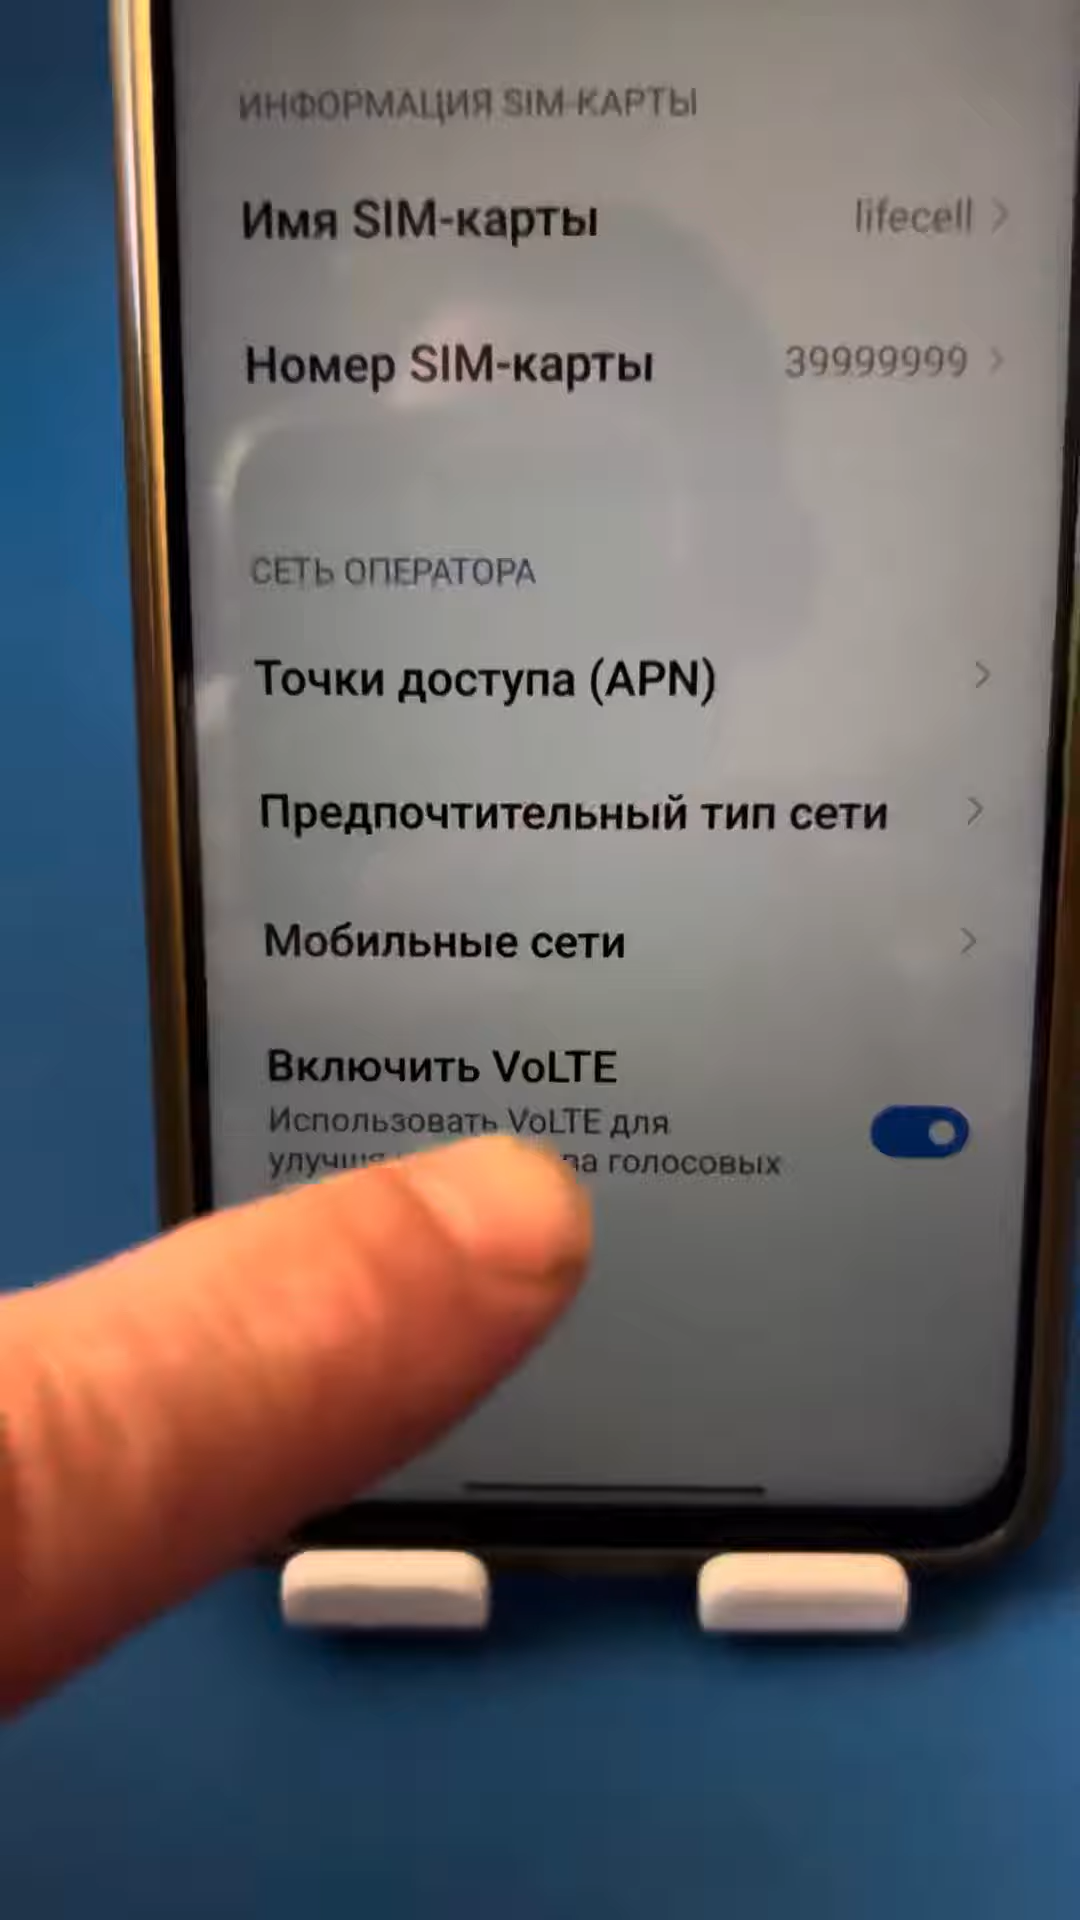 ИНФОРМАЦИЯ SIM-КАРТЫ
Имя SIM-карты lifecell
Номер SIM-карты 39999999
СЕТЬ ОПЕРАТОРА
Точки доступа (APN)
Предпочтительный тип сети
Мобильные сети
Включить VoLTE
Использовать VoLTE для
голосовых